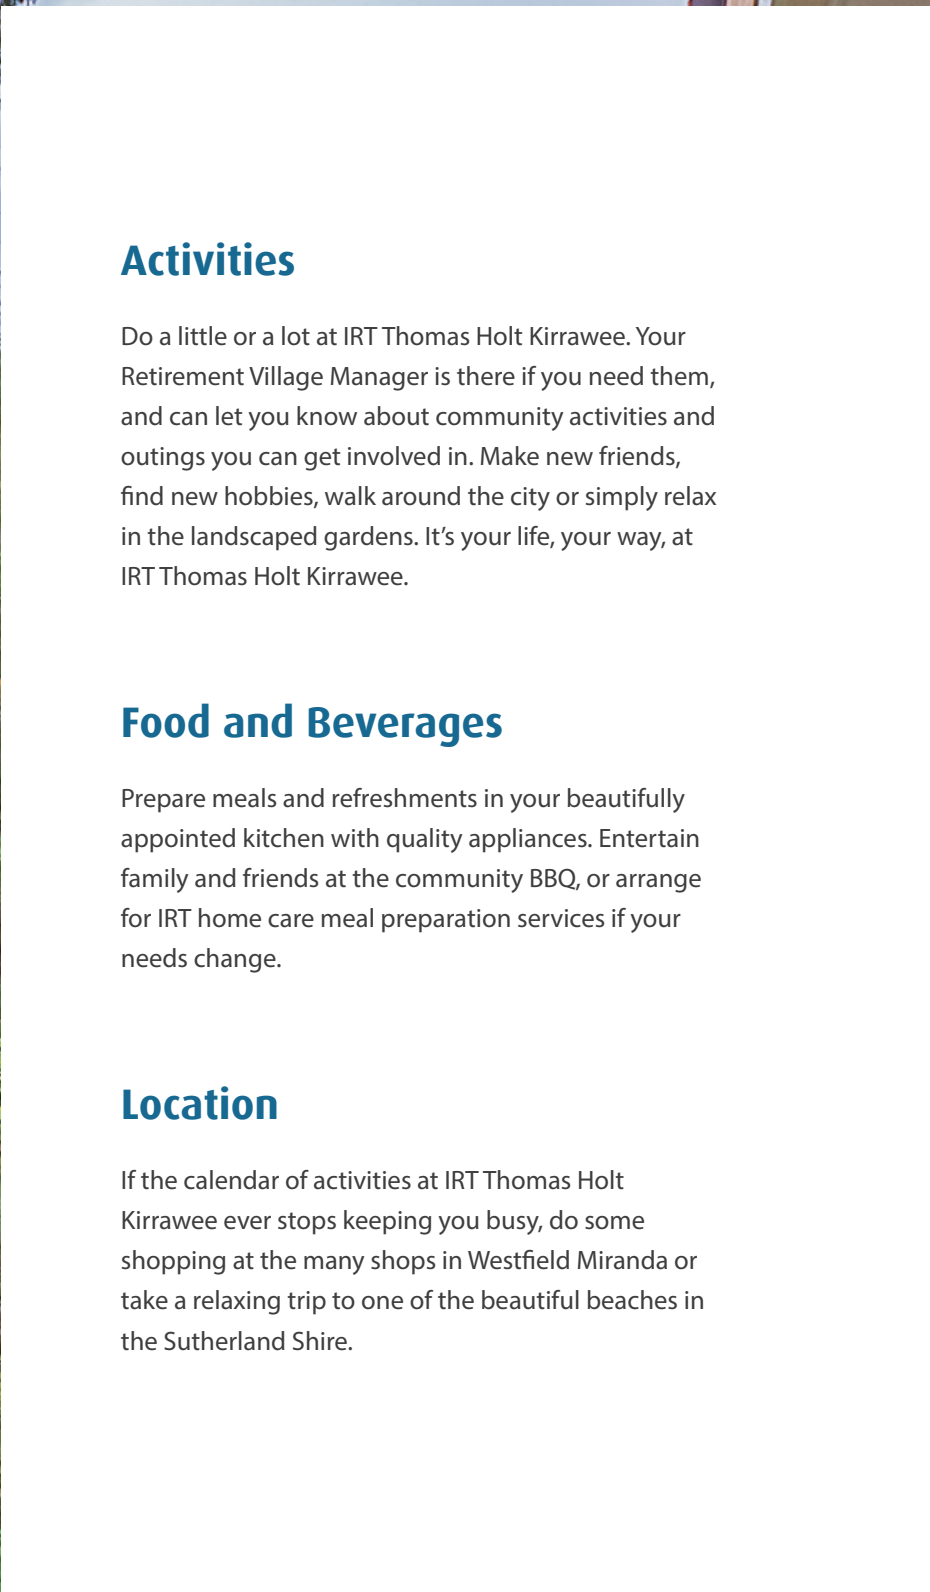 Activities
Do a little or a lot at IRT Thomas Holt Kirrawee. Your
Retirement Village Manager is there if you need them,
and can let you know about community activities and
outings you can get involved in. Make new friends,
find new hobbies, walk around the city or simply relax
in the landscaped gardens. It’s your life, your way, at
IRT Thomas Holt Kirrawee.
Food and Beverages
Prepare meals and refreshments in your beautifully
appointed kitchen with quality appliances. Entertain
family and friends at the community BBQ, or arrange
for IRT home care meal preparation services if your
needs change.
Location
If the calendar of activities at IRT Thomas Holt
Kirrawee ever stops keeping you busy, do some
shopping at the many shops in Westfield Miranda or
take a relaxing trip to one of the beautiful beaches in
the Sutherland Shire.